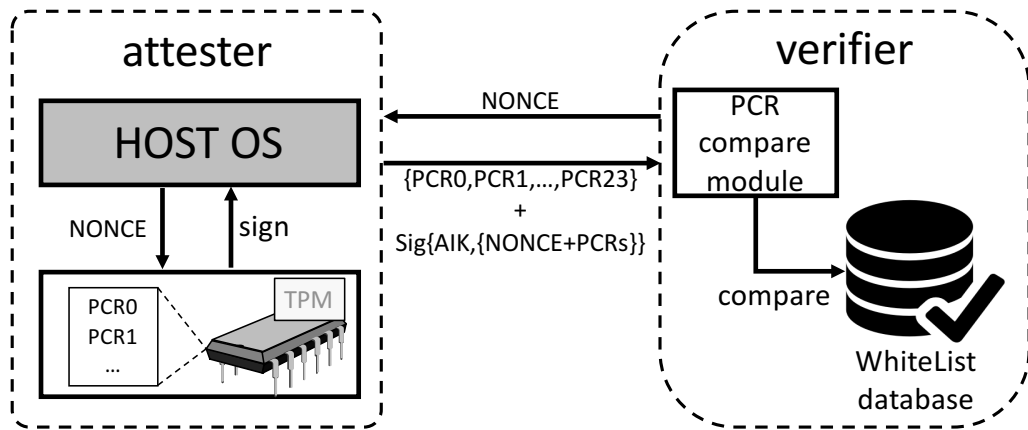 attester
HOST OS
NONCE
sign
TPM
PCR0
PCR1
...
NONCE
{PCR0,PCR1,...,PCR23}
+
Sig{AIK,{NONCE+PCRs}}
verifier
PCR
compare
module
compare
WhiteList
database